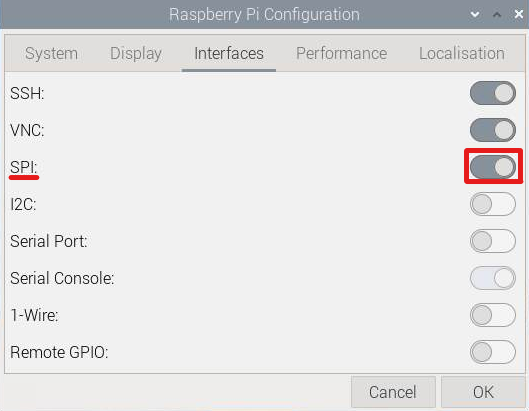 Raspberry Pi Configuration
System Display Interfaces Performance Localisation
SSH:
VNC:
SPI:
I2C:
Serial Port:
Serial Console:
1-Wire:
Remote GPIO:
Cancel OK